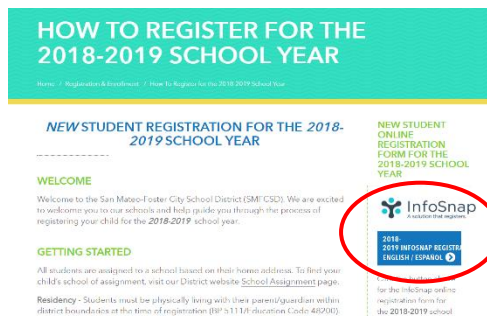 HOW TO REGISTER FOR THE
2018-2019 SCHOOL YEAR
Home / Registration & Enrollment / How To Register for the 2018-2019 School Year
NEW STUDENT REGISTRATION FOR THE 2018-
2019 SCHOOL YEAR
WELCOME
Welcome to the San Mateo-Foster City School District (SMFCSD). We are excited
to welcome you to our schools and help guide you through the process of
registering your child for the 2018-2019 school year.
GETTING STARTED
All students are assigned to a school based on their home address. To find your
child's school of assignment, visit our District website School Assignment page.
Residency - Students must be physically living with their parent/guardian within
district boundaries at the time of registration (BP 5111/Education Code 48200).
NEW STUDENT
ONLINE
REGISTRATION
FORM FOR THE
2018-2019 SCHOOL
YEAR
InfoSnap
A solution that registers.
2018-
2019 INFOSNAP REGISTRA
ENGLISH / ESPAÑOL
for the InfoSnap online
registration form for
the 2018-2019 school